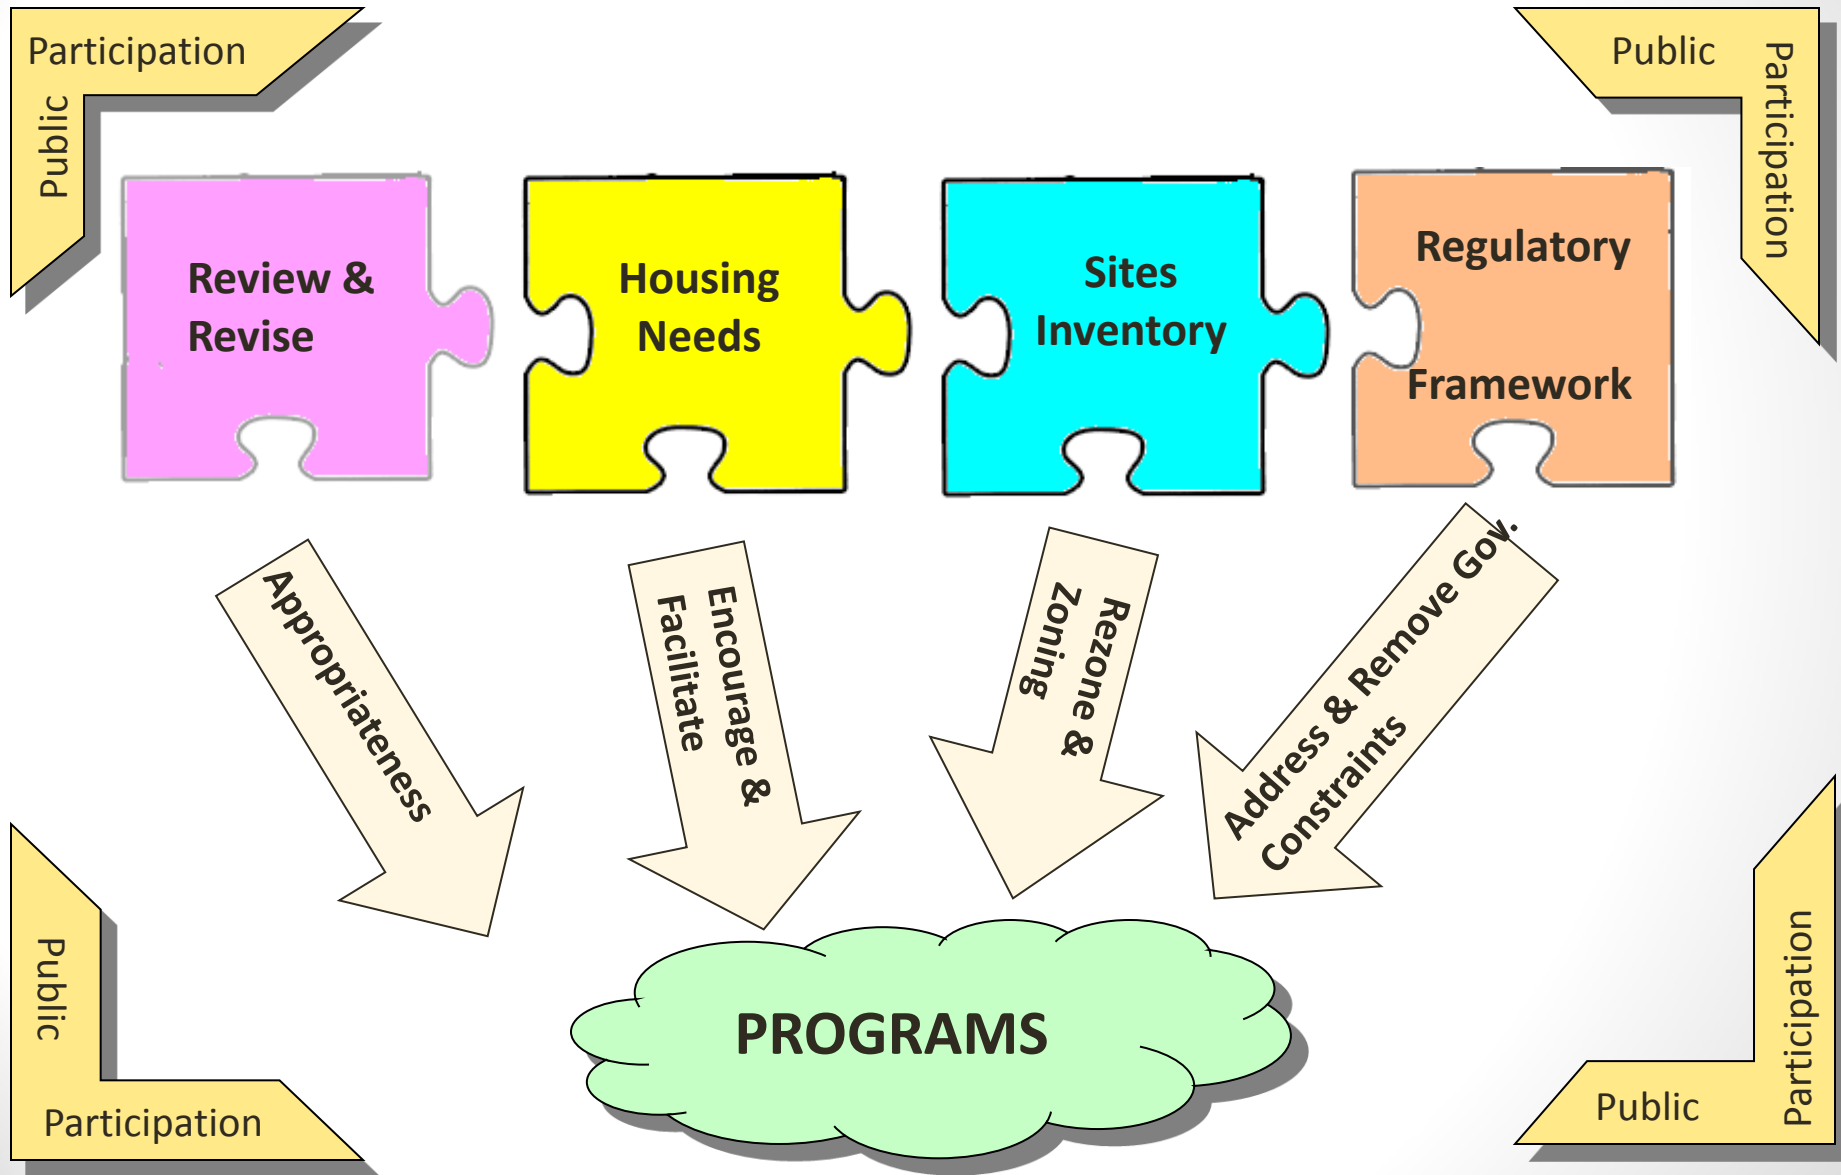 Participation
Public
Public
Participation
Review &
Revise
Housing
Needs
Sites
Inventory
Regulatory
Framework
Appropriateness
Encourage &
Facilitate
Rezone &
Zoning
Address & Remove Gov.
Constraints
PROGRAMS
Public
Participation
Public
Participation